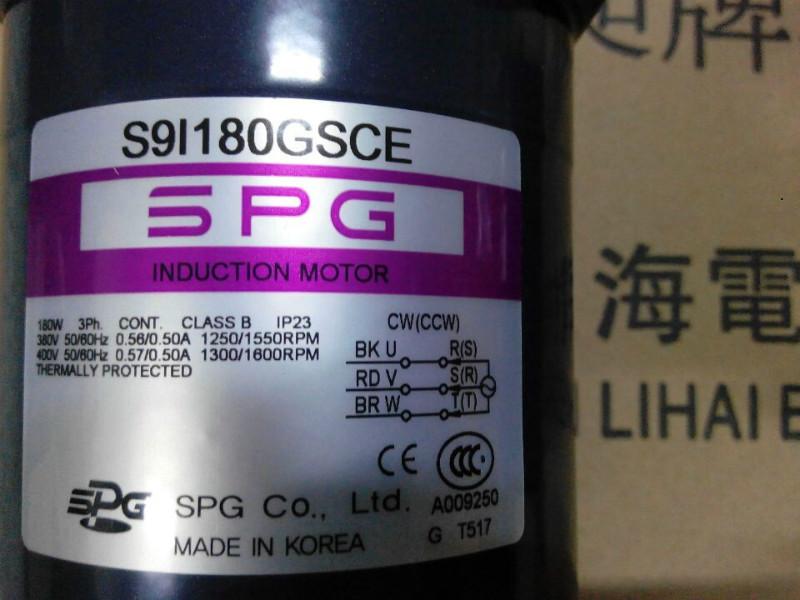 S9I180GSCE
SPG
INDUCTION MOTOR
180W 3Ph. CONT. CLASS B IP23
380V 50/60Hz 0.56/0.50A 1250/1550RPM
400V 50/60Hz 0.57/0.50A 1300/1600RPM
THERMALLY PROTECTED
CW(CCW)
BK U R(S)
RD V S(R)
BR W T(T)
CE CCC
SPG SPG Co., Ltd. A009250
MADE IN KOREA G T517
牌
海電
LIHAI